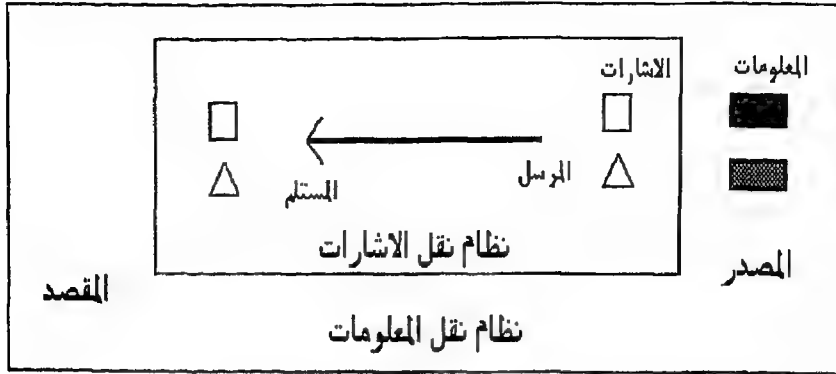 المعلومات
الاشارات
المرسل
المستلم
نظام نقل الاشارات
المصدر
المقصد
نظام نقل المعلومات